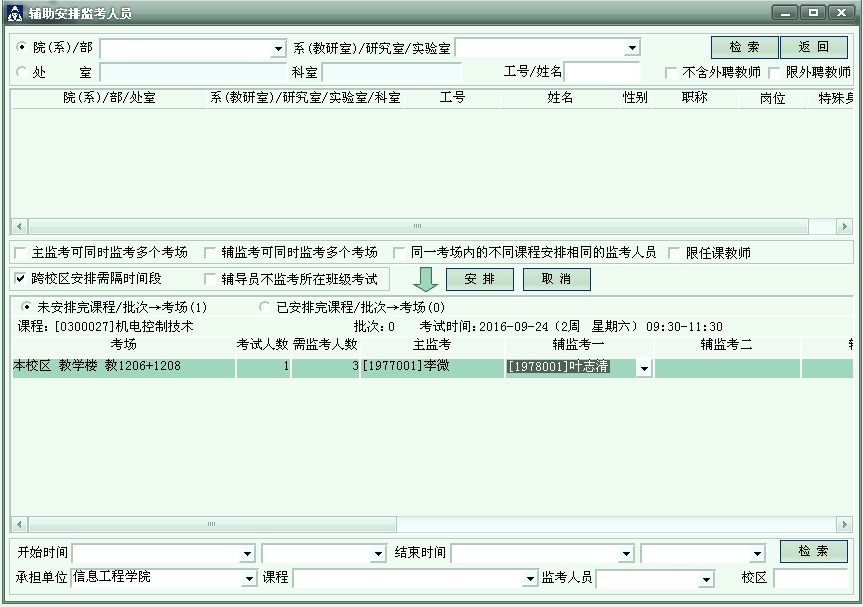 辅助安排监考人员
院(系)/部 系(教研室)/研究室/实验室 检 索 返 回
处 室 科室 工号/姓名 不含外聘教师 限外聘教师
院(系)/部/处室 系(教研室)/研究室/实验室/科室 工号 姓名 性别 职称 岗位 特殊
主监考可同时监考多个考场 辅监考可同时监考多个考场 同一考场内的不同课程安排相同的监考人员 限任课教师
跨校区安排需隔时间段 辅导员不监考所在班级考试 安 排 取 消
未安排完课程/批次→考场(1) 已安排完课程/批次→考场(0)
课程：[0300027]机电控制技术 批次：0 考试时间：2016-09-24（2周 星期六）09:30-11:30
考场 考试人数 需监考人数 主监考 辅监考一 辅监考二
本校区 教学楼 教1206+1208 1 3 [1977001]李微 [1978001]叶志清
开始时间 结束时间 检 索
承担单位 信息工程学院 课程 监考人员 校区